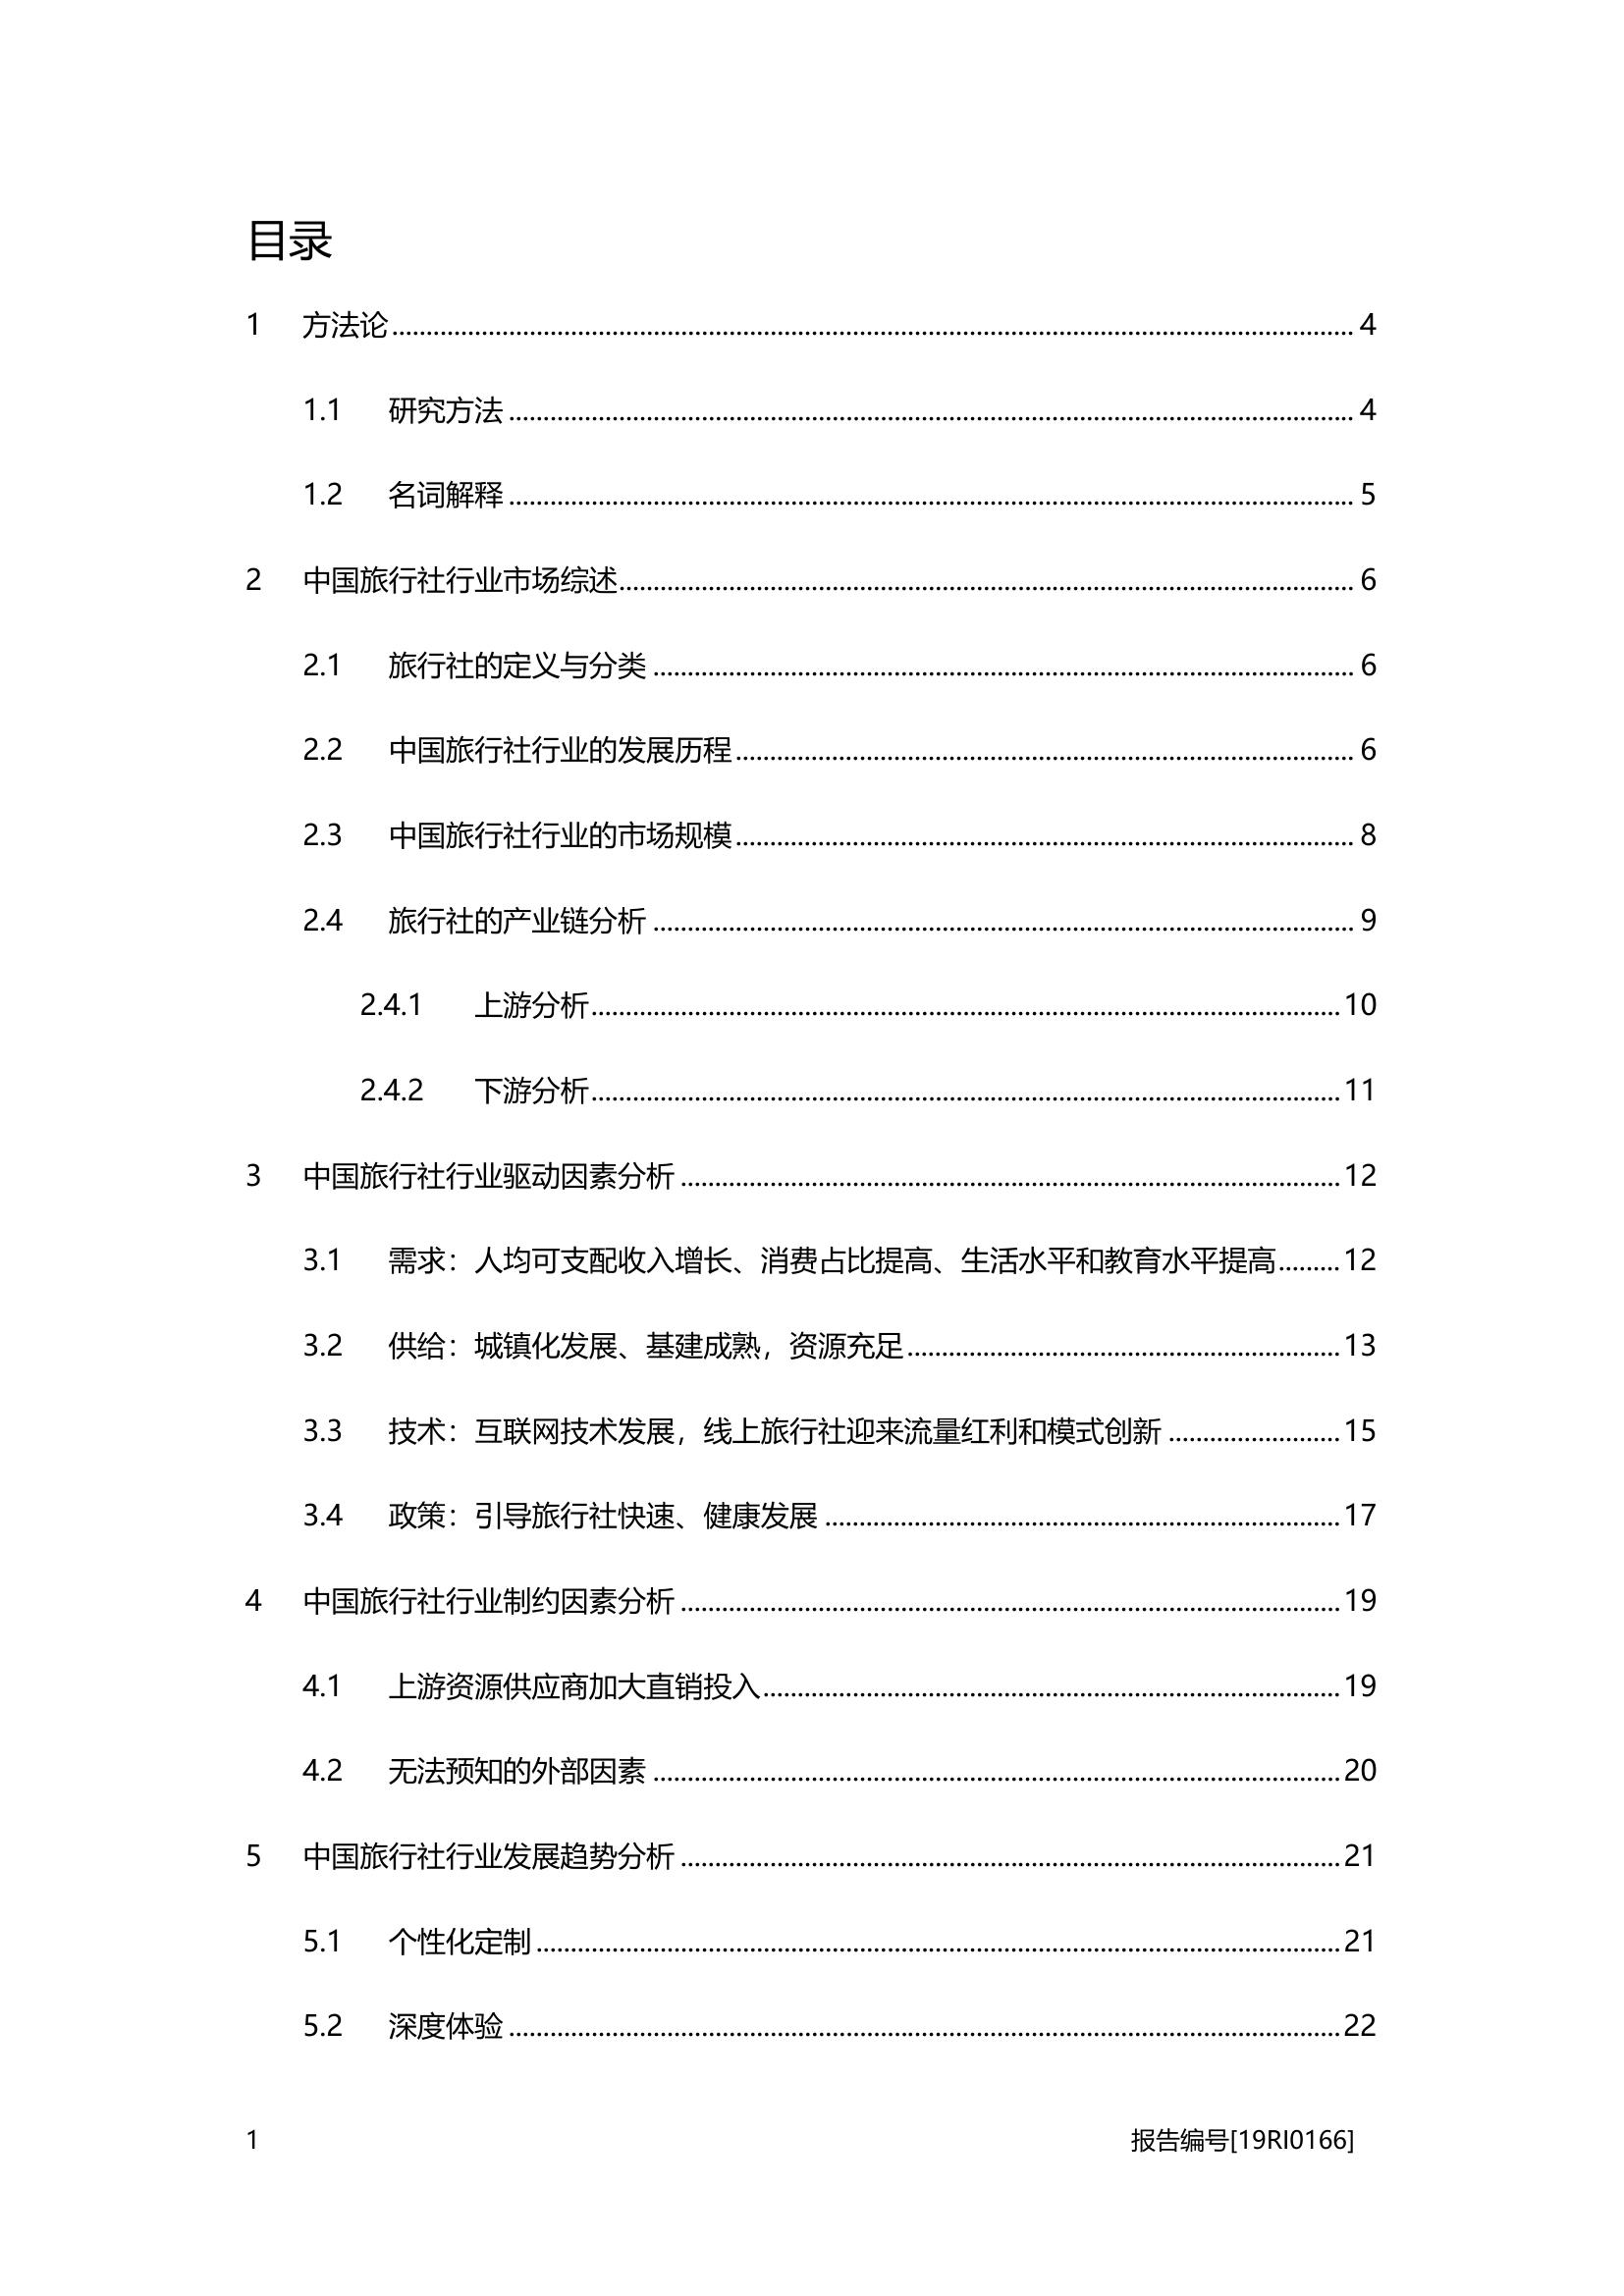 目录
1 方法论 4
1.1 研究方法 4
1.2 名词解释 5
2 中国旅行社行业市场综述 6
2.1 旅行社的定义与分类 6
2.2 中国旅行社行业的发展历程 6
2.3 中国旅行社行业的市场规模 8
2.4 旅行社的产业链分析 9
2.4.1 上游分析 10
2.4.2 下游分析 11
3 中国旅行社行业驱动因素分析 12
3.1 需求：人均可支配收入增长、消费占比提高、生活水平和教育水平提高 12
3.2 供给：城镇化发展、基建成熟，资源充足 13
3.3 技术：互联网技术发展，线上旅行社迎来流量红利和模式创新 15
3.4 政策：引导旅行社快速、健康发展 17
4 中国旅行社行业制约因素分析 19
4.1 上游资源供应商加大直销投入 19
4.2 无法预知的外部因素 20
5 中国旅行社行业发展趋势分析 21
5.1 个性化定制 21
5.2 深度体验 22
1 报告编号[19RI0166]